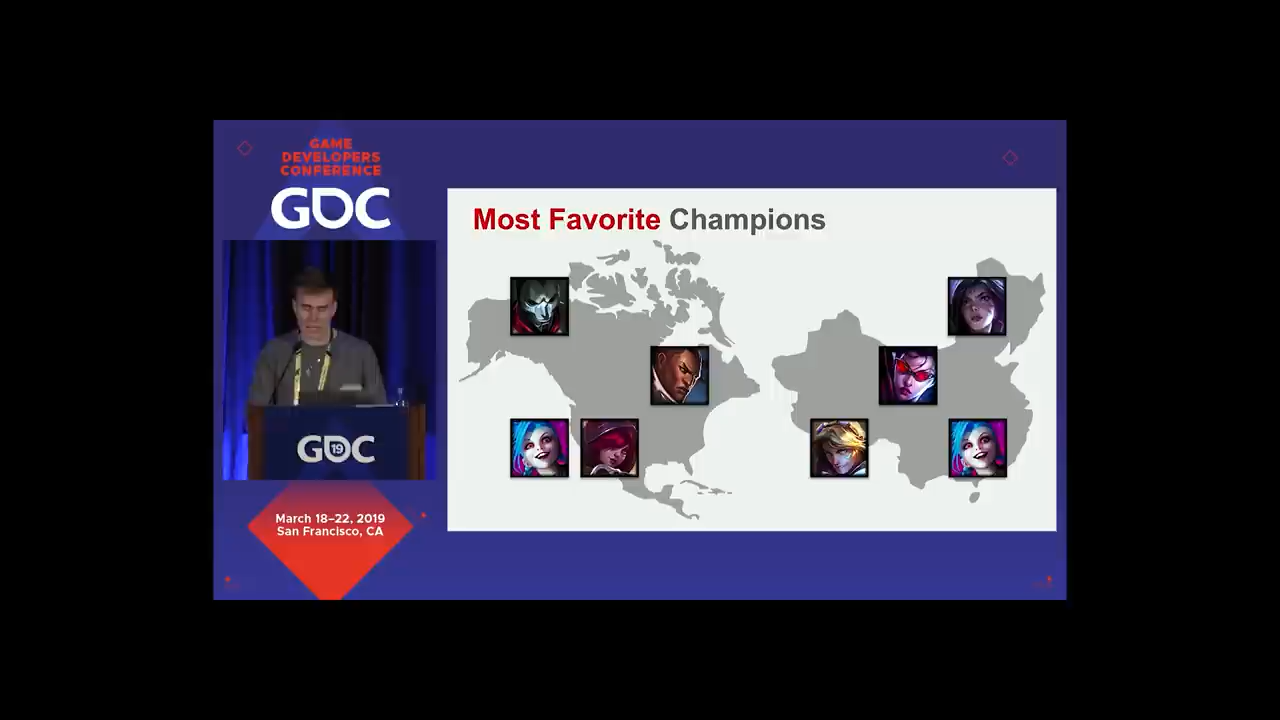 GAME
DEVELOPERS
CONFERENCE
GDC
Most Favorite Champions
GDC
19
March 18–22, 2019
San Francisco, CA